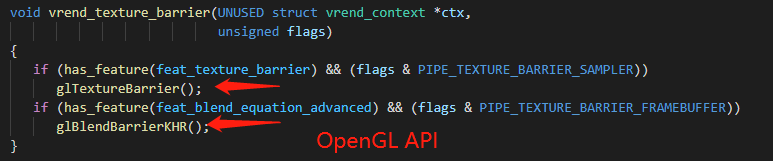 void vrend_texture_barrier(UNUSED struct vrend_context *ctx,
                           unsigned flags)
{
   if (has_feature(feat_texture_barrier) && (flags & PIPE_TEXTURE_BARRIER_SAMPLER))
      glTextureBarrier();
   if (has_feature(feat_blend_equation_advanced) && (flags & PIPE_TEXTURE_BARRIER_FRAMEBUFFER))
      glBlendBarrierKHR();
OpenGL API
}